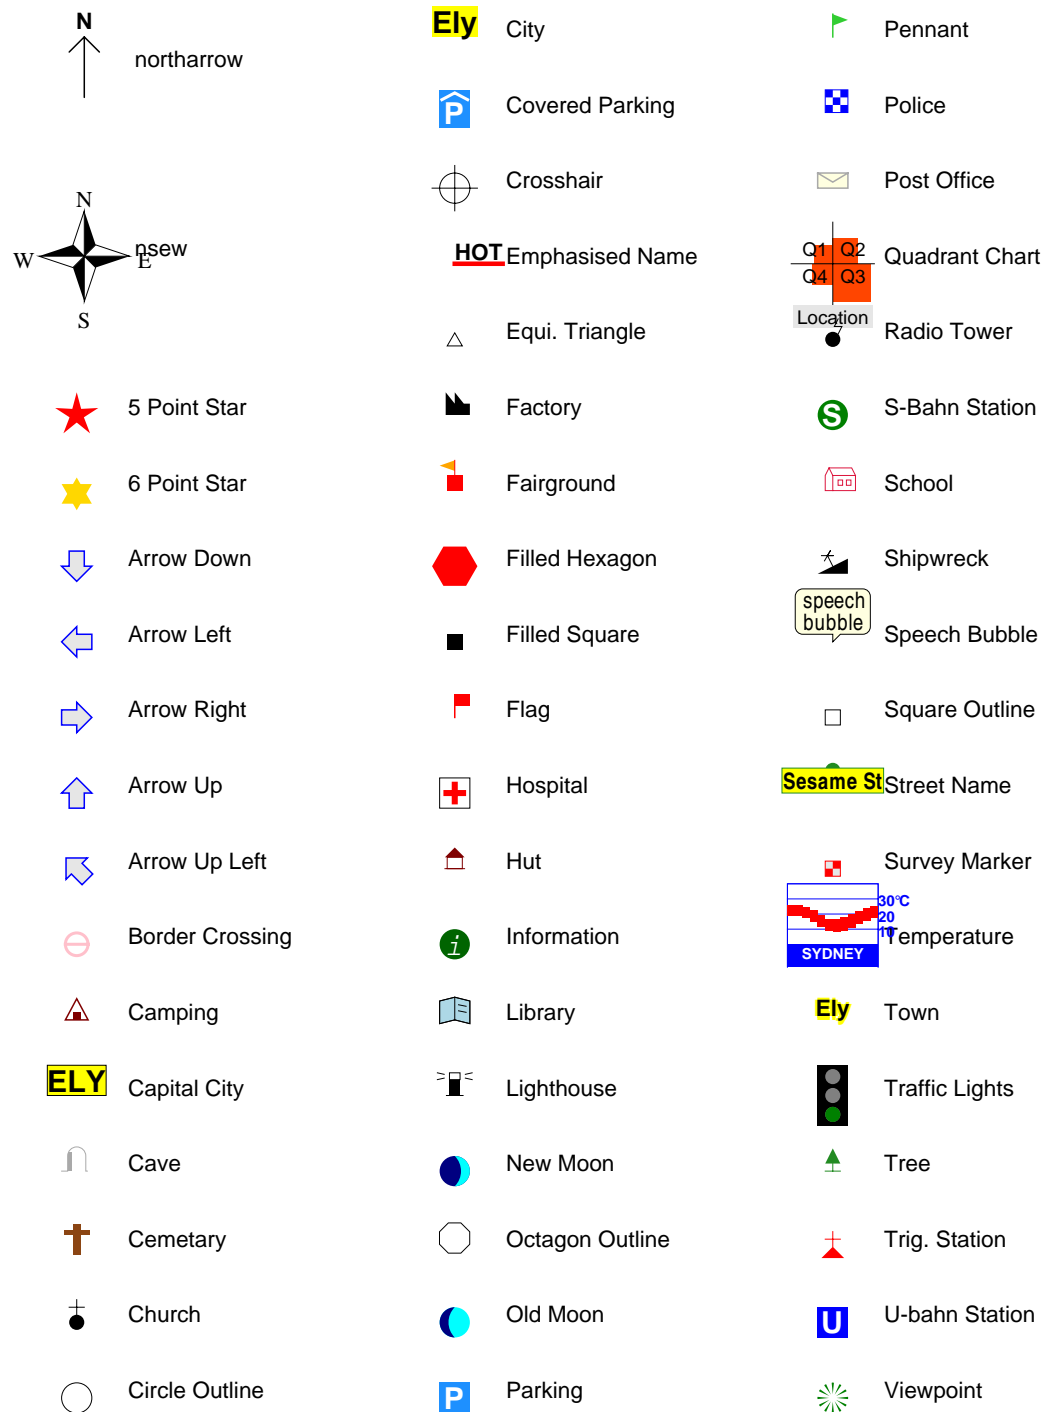 N
northarrow
N
W
nsew
E
S
5 Point Star
6 Point Star
Arrow Down
Arrow Left
Arrow Right
Arrow Up
Arrow Up Left
Border Crossing
Camping
ELY
Capital City
Cave
Cemetary
Church
Circle Outline
Ely
City
P
Covered Parking
Crosshair
HOT
Emphasised Name
Equi. Triangle
Factory
Fairground
Filled Hexagon
Filled Square
Flag
Hospital
Hut
i
Information
Library
Lighthouse
New Moon
Octagon Outline
Old Moon
P
Parking
Pennant
Police
Post Office
Q1 Q2
Q4 Q3
Quadrant Chart
Location
Radio Tower
S
S-Bahn Station
School
Shipwreck
speech
bubble
Speech Bubble
Square Outline
Sesame St
Street Name
Survey Marker
30°C
20
10
SYDNEY
Temperature
Ely
Town
Traffic Lights
Tree
Trig. Station
U
U-bahn Station
Viewpoint